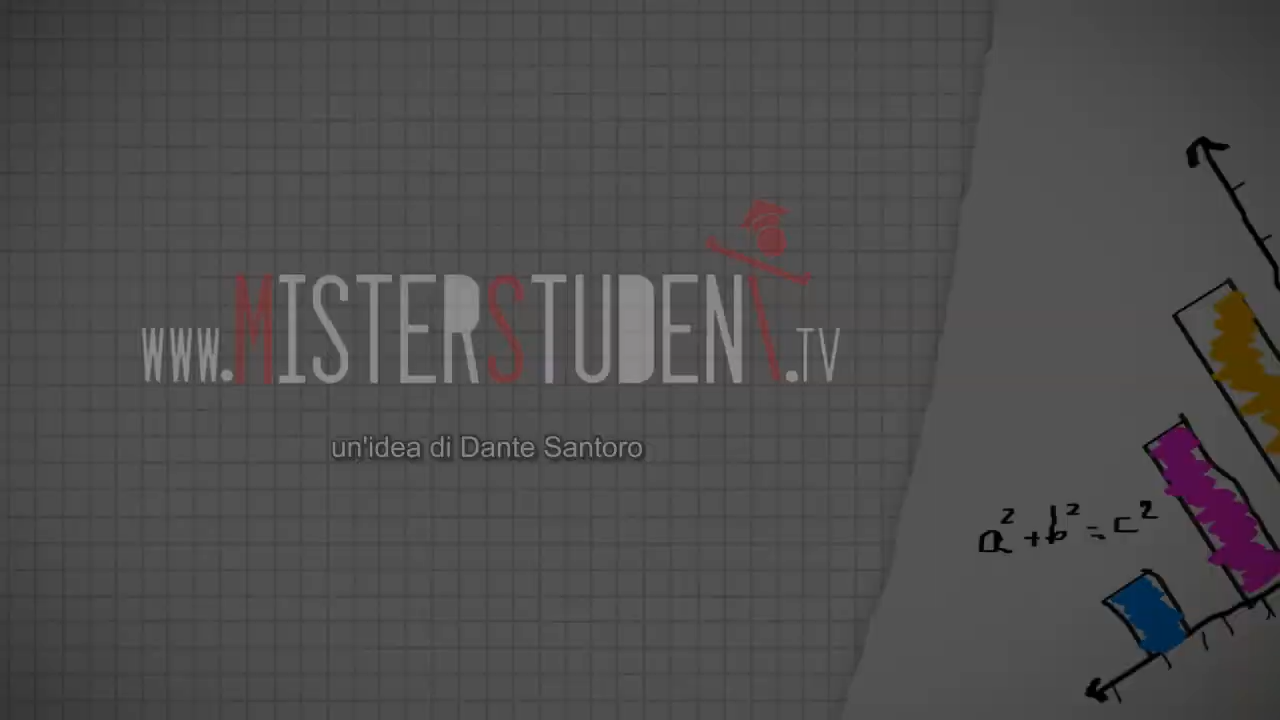 www.MISTERSTUDENT.TV
un'idea di Dante Santoro
a² + b² = c²